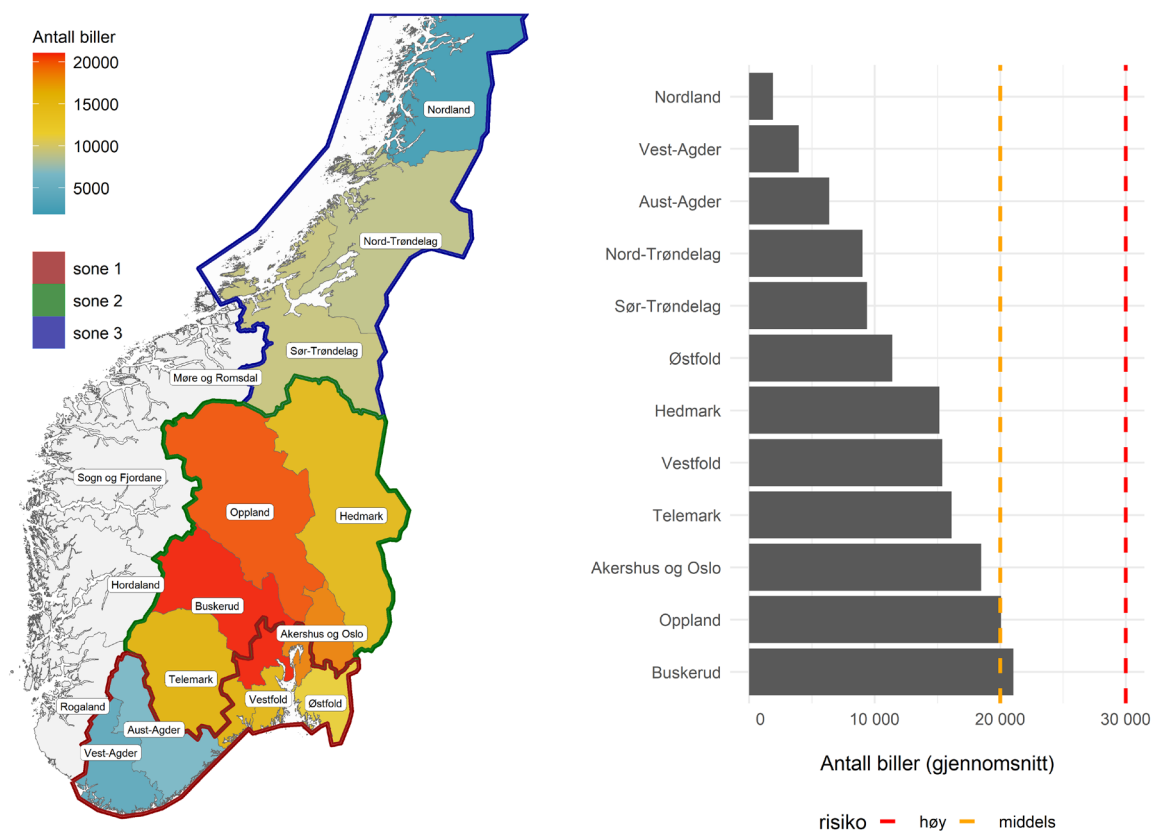 Antall biller
20000
15000
10000
5000
sone 1
sone 2
sone 3
Nordland
Nord-Trøndelag
Sør-Trøndelag
Møre og Romsdal
Sogn og Fjordane
Oppland
Hedmark
Hordaland
Buskerud
Akershus og Oslo
Telemark
Vestfold
Østfold
Rogaland
Aust-Agder
Vest-Agder
Nordland
Vest-Agder
Aust-Agder
Nord-Trøndelag
Sør-Trøndelag
Østfold
Hedmark
Vestfold
Telemark
Akershus og Oslo
Oppland
Buskerud
0 10 000 20 000 30 000
Antall biller (gjennomsnitt)
risiko høy middels